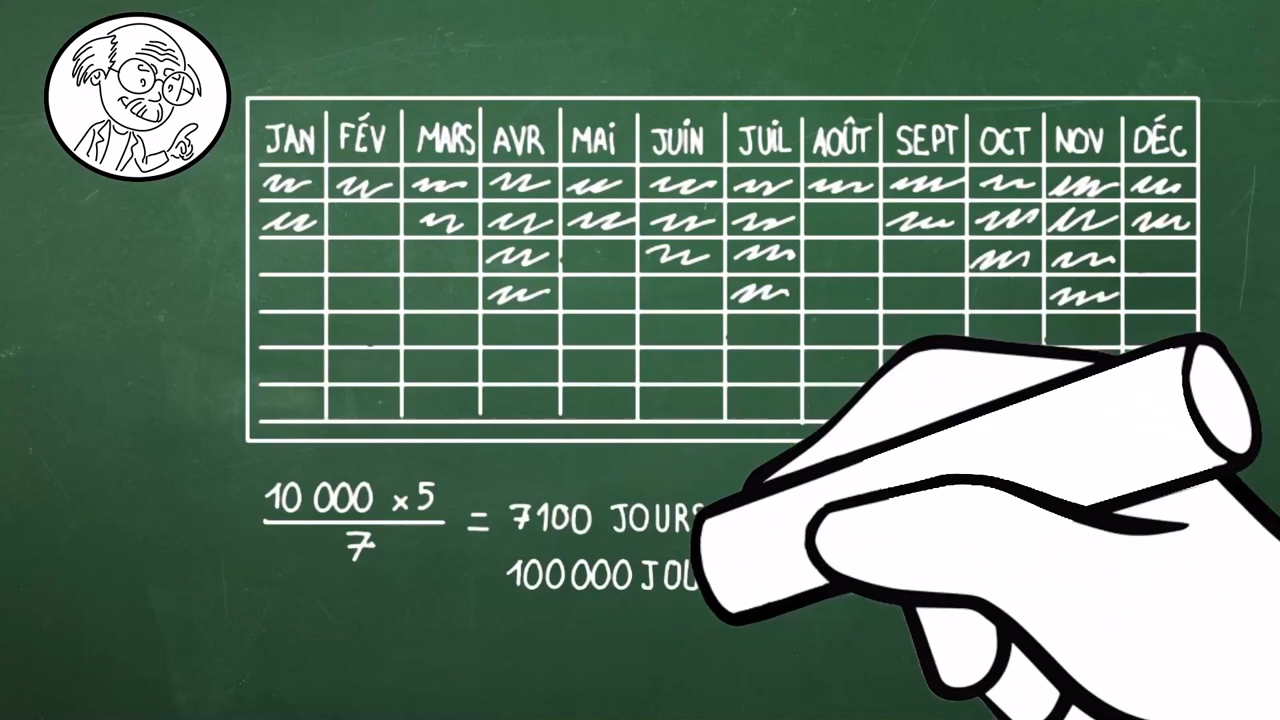 JAN FÉV MARS AVR MAI JUIN JUIL AOÛT SEPT OCT NOV DÉC
10 000 x 5
7
= 7100 JOURS
100 000